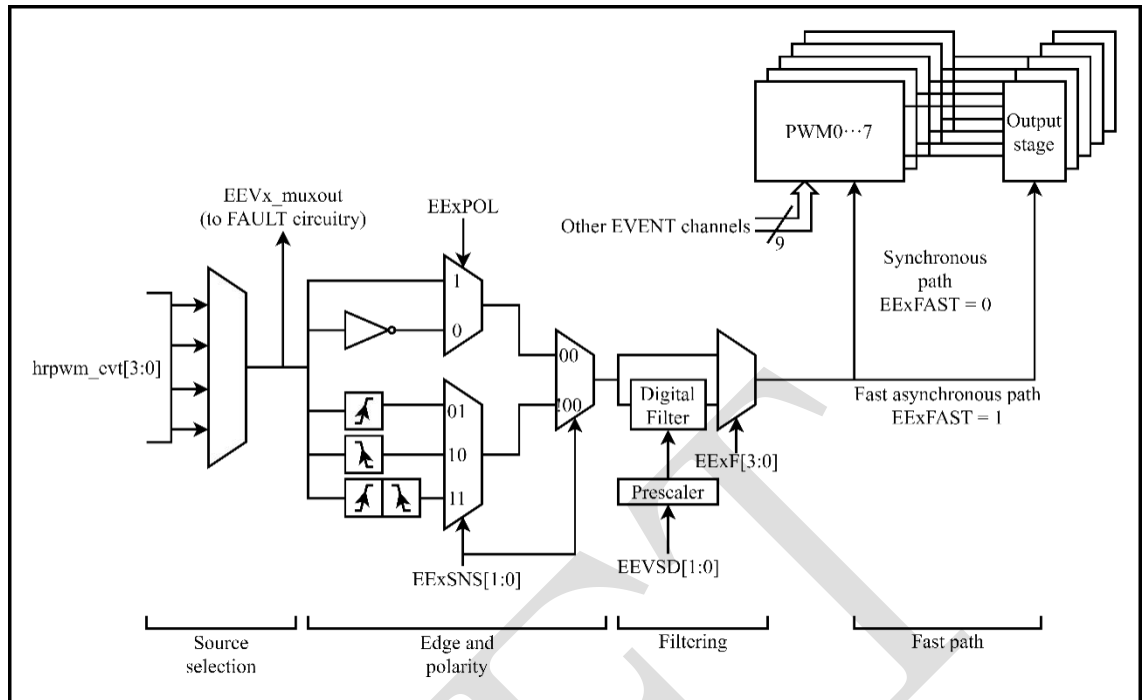 PWM0···7
Output
stage
EEVx_muxout
(to FAULT circuitry)
EExPOL
Other EVENT channels
9
Synchronous
path
EExFAST = 0
1
0
hrpwm_evt[3:0]
00
!00
Digital
Filter
Fast asynchronous path
EExFAST = 1
01
10
11
EExF[3:0]
Prescaler
EExSNS[1:0]
EEVSD[1:0]
Source
selection
Edge and
polarity
Filtering
Fast path